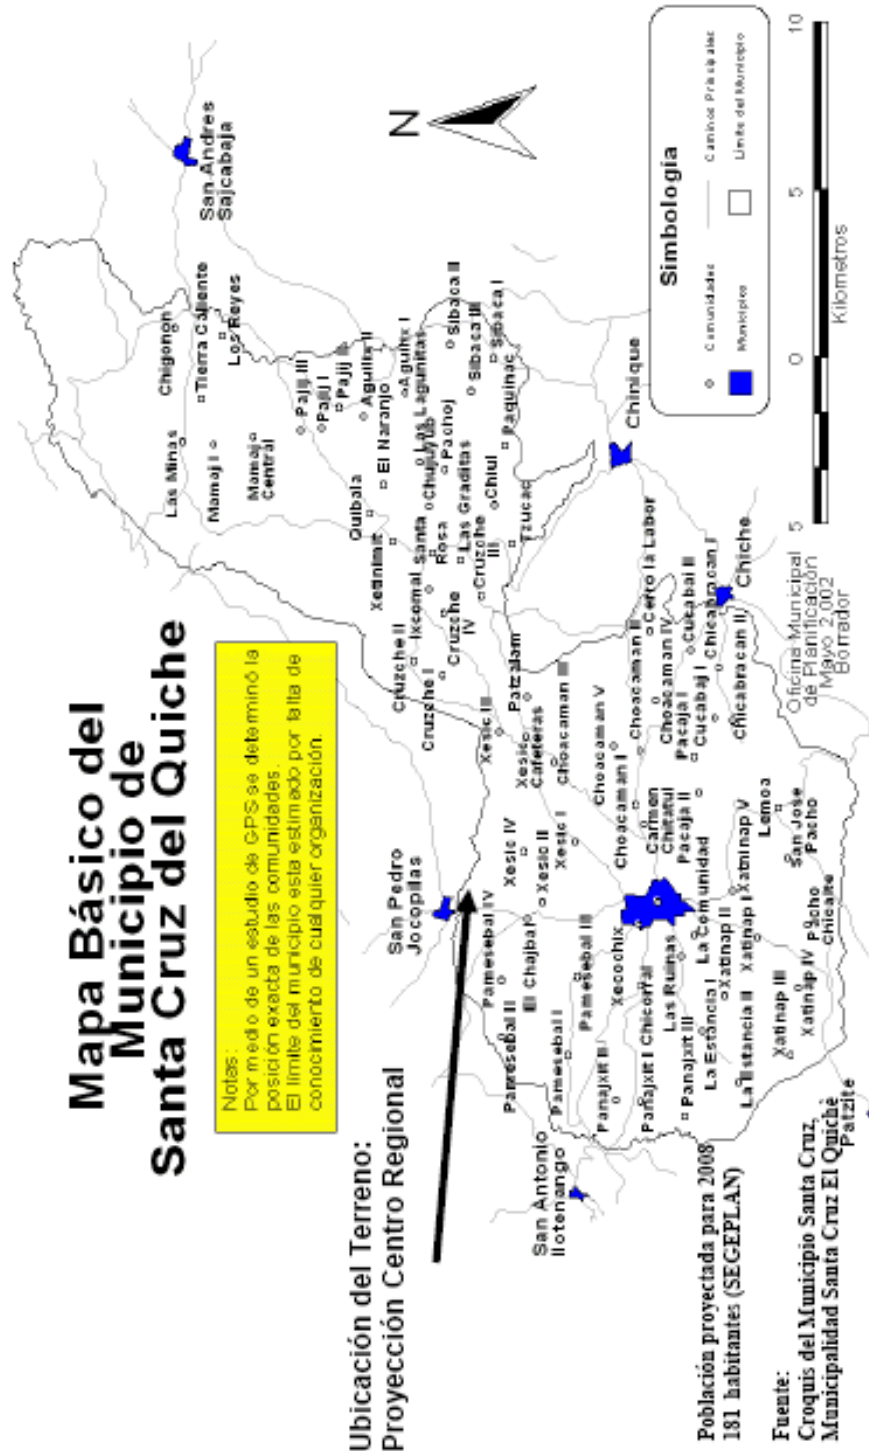 Mapa Básico del
Municipio de
Santa Cruz del Quiche
Notas:
Por medio de un estudio de GPS se determinó la
posición exacta de las comunidades.
El límite del municipio esta estimado por falta de
conocimiento de cualquier organización.
Ubicación del Terreno:
Proyección Centro Regional
San Andres
Sajcabaja
N
Chigonon
Tierra Caliente
Los Reyes
Las Minas
Mamaj I
Mamaj
Central
Pajij III
Pajij I
Pajij II
Aguilix II
Aguilix I
El Naranjo
Las Lagunitas
Quibala
Xetinimit
Santa
Rosa
Chujuyub
Pachoj
Las Graditas
Chiul
Sibaca II
Sibaca III
Sibaca I
Paquinac
Tzucac
Ixcomal
Cruzche II
Cruzche I
Cruzche
IV
Cruzche
III
San Pedro
Jocopilas
Xesic III
Patzalam
Xesic
Cafeteras
Choacaman III
Xesic IV
Xesic II
Xesic I
Choacaman V
Choacaman I
Choacaman II
Choacaman IV
Cerro la Labor
Chinique
Pamesebal IV
El Chajbal
Pamesebal II
Pamesebal III
Pamesebal I
Xecochix
Carmen
Chitatul
Pacaja II
Pacaja I
Cucabaj I
Cucabaj II
Chicabracan I
Chicabracan II
Chiche
Panajxit II
Panajxit I
Chicorral
Las Ruinas
Panajxit III
La Comunidad
La Estancia I
La Estancia II
Xatinap II
Xatinap I
Xatinap V
Xatinap III
Xatinap IV
Lemoa
San Jose
Pacho
Pacho
Chicalte
San Antonio
Ilotenango
Patzite
Oficina Municipal
de Planificación
Mayo 2,002
Borrador
Simbología
Comunidades
Caminos Principales
Municipios
Límite del Municipio
5 0 5 10
Kilometros
Población proyectada para 2008
181 habitantes (SEGEPLAN)
Fuente:
Croquis del Municipio Santa Cruz,
Municipalidad Santa Cruz El Quichè